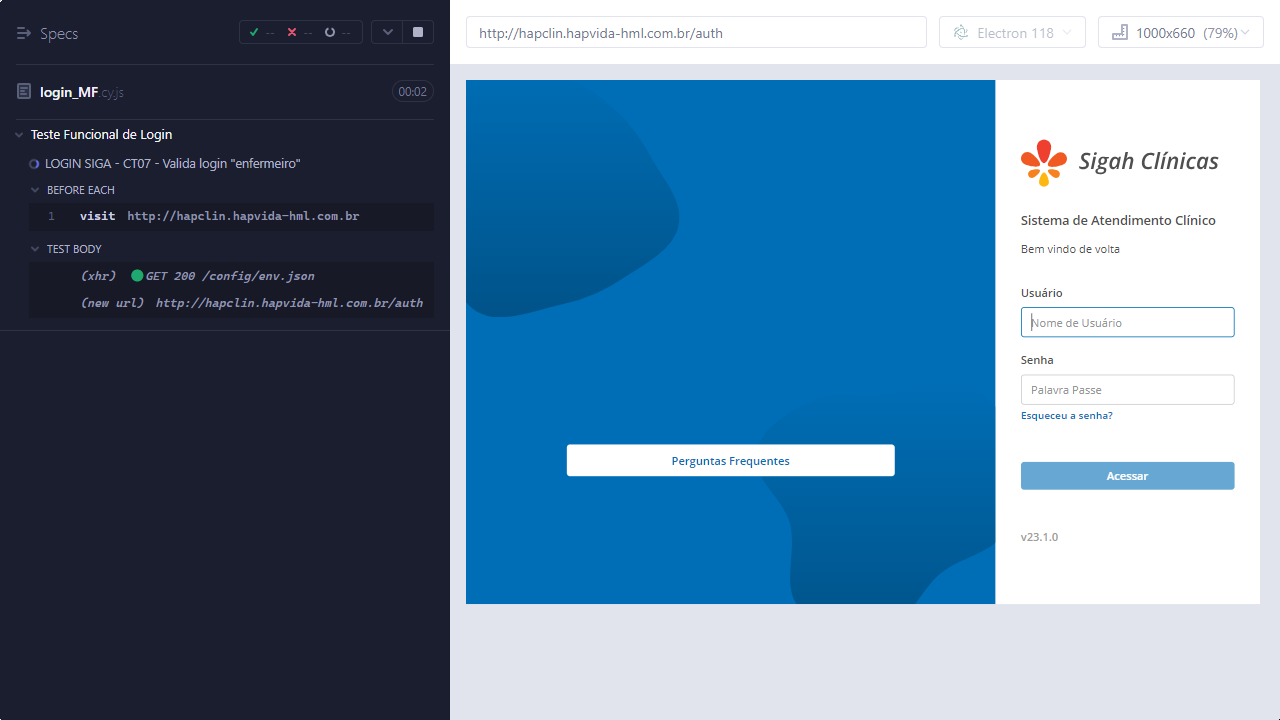 Specs
-- -- --
login_MF.cy.js 00:02
Teste Funcional de Login
LOGIN SIGA - CT07 - Valida login "enfermeiro"
BEFORE EACH
1 visit http://hapclin.hapvida-hml.com.br
TEST BODY
(xhr) GET 200 /config/env.json
(new url) http://hapclin.hapvida-hml.com.br/auth
http://hapclin.hapvida-hml.com.br/auth
Electron 118
1000x660 (79%)
Perguntas Frequentes
Sigah Clínicas
Sistema de Atendimento Clínico
Bem vindo de volta
Usuário
Nome de Usuário
Senha
Palavra Passe
Esqueceu a senha?
Acessar
v23.1.0